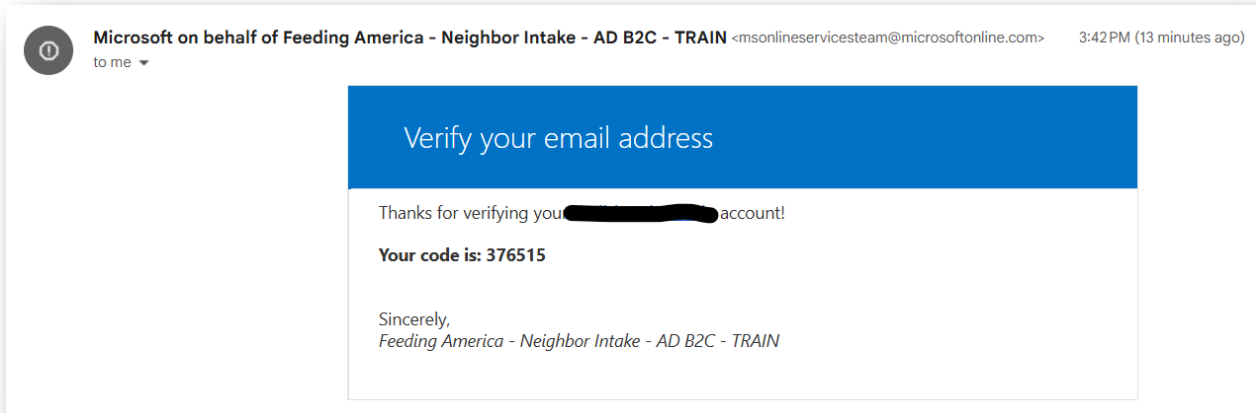 Microsoft on behalf of Feeding America - Neighbor Intake - AD B2C - TRAIN <msonlineservicesteam@microsoftonline.com> 3:42 PM (13 minutes ago)
to me
Verify your email address
Thanks for verifying your account!
Your code is: 376515
Sincerely,
Feeding America - Neighbor Intake - AD B2C - TRAIN